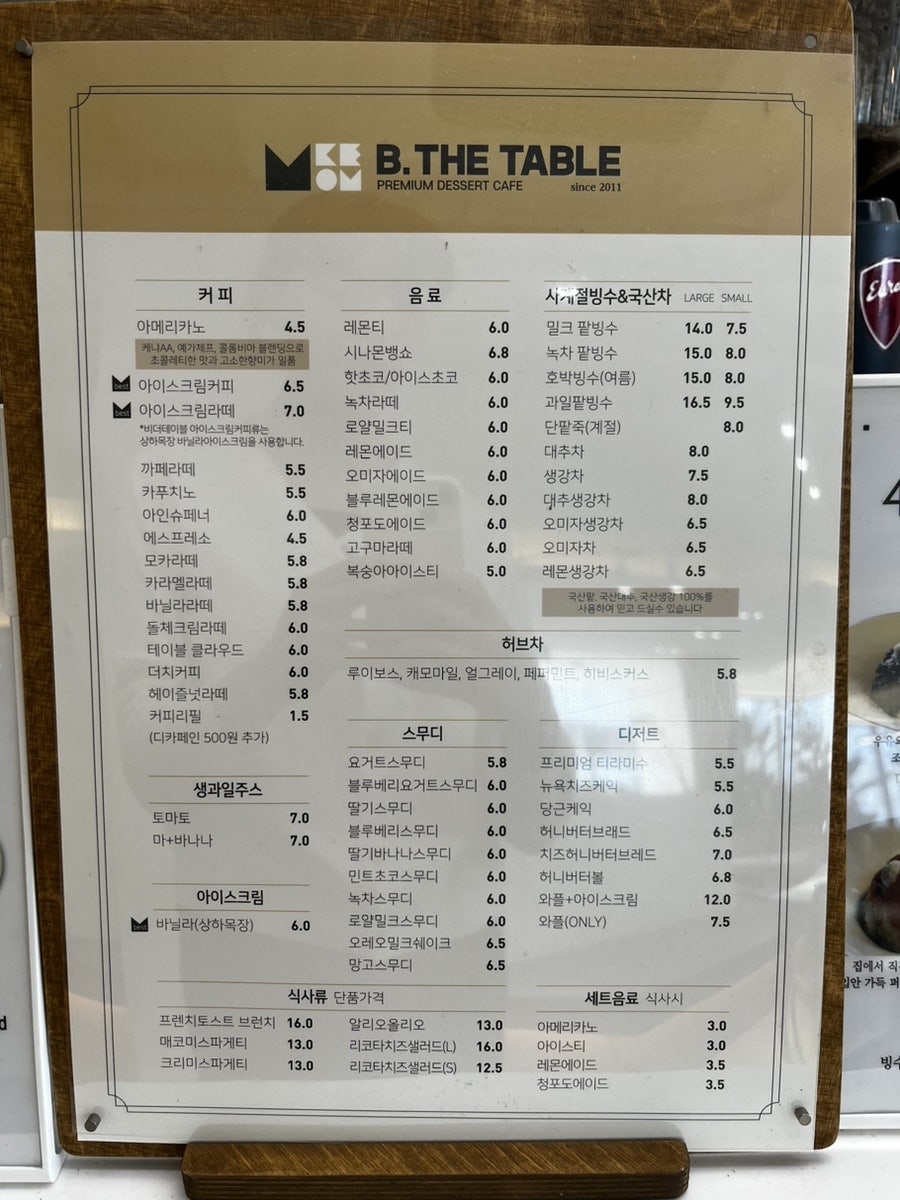 MKEOM B.THE TABLE
PREMIUM DESSERT CAFE since 2011
커 피
아메리카노 4.5
케냐AA, 예가체프, 콜롬비아 블렌딩으로
초콜레티한 맛과 고소한향미가 일품
best 아이스크림커피 6.5
best 아이스크림라떼 7.0
*비더테이블 아이스크림커피류는
상하목장 바닐라아이스크림을 사용합니다.
까페라떼 5.5
카푸치노 5.5
아인슈페너 6.0
에스프레소 4.5
모카라떼 5.8
카라멜라떼 5.8
바닐라라떼 5.8
돌체크림라떼 6.0
테이블 클라우드 6.0
더치커피 6.0
헤이즐넛라떼 5.8
커피리필 1.5
(디카페인 500원 추가)
생과일주스
토마토 7.0
마+바나나 7.0
아이스크림
best 바닐라(상하목장) 6.0
음 료
레몬티 6.0
시나몬뱅쇼 6.8
핫초코/아이스초코 6.0
녹차라떼 6.0
로얄밀크티 6.0
레몬에이드 6.0
오미자에이드 6.0
블루레몬에이드 6.0
청포도에이드 6.0
고구마라떼 6.0
복숭아아이스티 5.0
사계절빙수&국산차 LARGE SMALL
밀크 팥빙수 14.0 7.5
녹차 팥빙수 15.0 8.0
호박빙수(여름) 15.0 8.0
과일팥빙수 16.5 9.5
단팥죽(계절) 8.0
대추차 8.0
생강차 7.5
대추생강차 8.0
오미자생강차 6.5
오미자차 6.5
레몬생강차 6.5
국산팥, 국산대추, 국산생강 100%를
사용하여 믿고 드실수 있습니다
허브차
루이보스, 캐모마일, 얼그레이, 페퍼민트, 히비스커스 5.8
스무디
요거트스무디 5.8
블루베리요거트스무디 6.0
딸기스무디 6.0
블루베리스무디 6.0
딸기바나나스무디 6.0
민트초코스무디 6.0
녹차스무디 6.0
로얄밀크스무디 6.0
오레오밀크쉐이크 6.5
망고스무디 6.5
디저트
프리미엄 티라미수 5.5
뉴욕치즈케익 5.5
당근케익 6.0
허니버터브래드 6.5
치즈허니버터브레드 7.0
허니버터볼 6.8
와플+아이스크림 12.0
와플(ONLY) 7.5
식사류 단품가격
프렌치토스트 브런치 16.0
매코미스파게티 13.0
크리미스파게티 13.0
알리오올리오 13.0
리코타치즈샐러드(L) 16.0
리코타치즈샐러드(S) 12.5
세트음료 식사시
아메리카노 3.0
아이스티 3.0
레몬에이드 3.5
청포도에이드 3.5